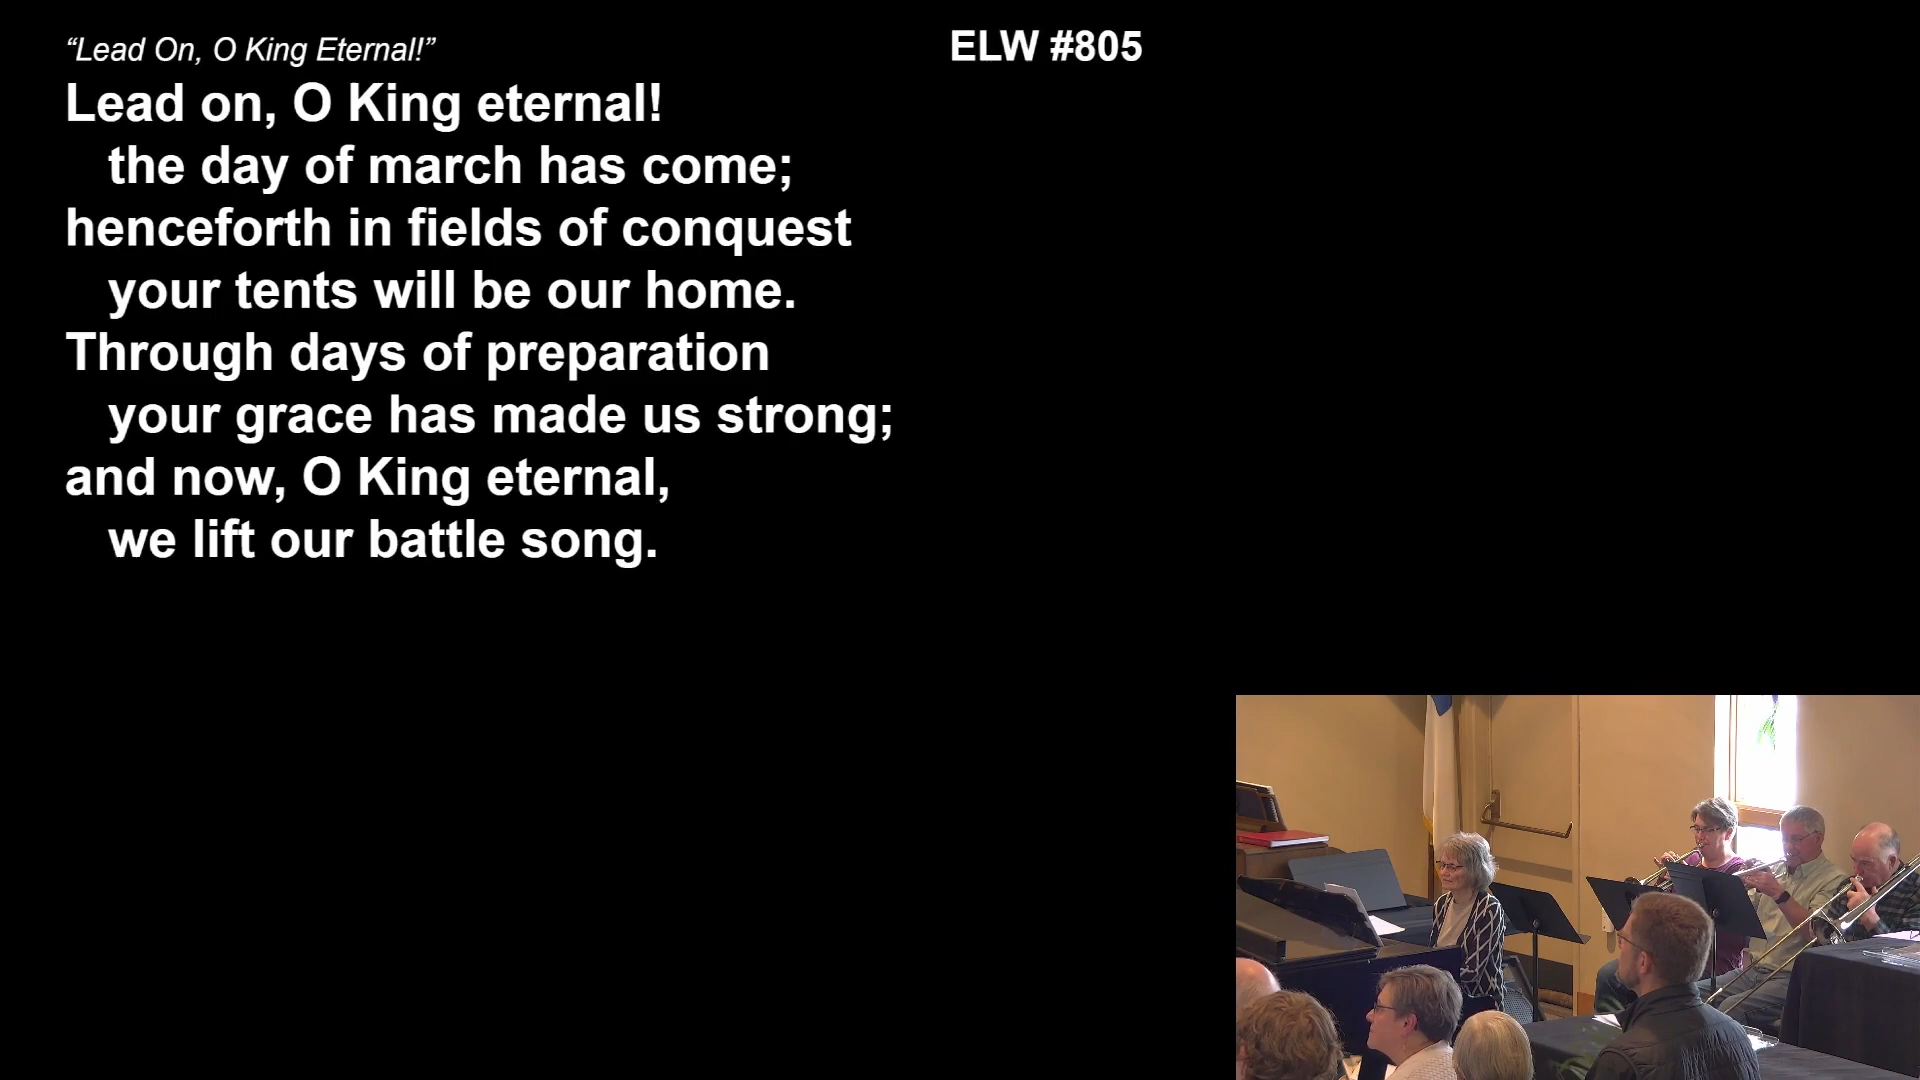 “Lead On, O King Eternal!”
ELW #805
Lead on, O King eternal!
the day of march has come;
henceforth in fields of conquest
your tents will be our home.
Through days of preparation
your grace has made us strong;
and now, O King eternal,
we lift our battle song.